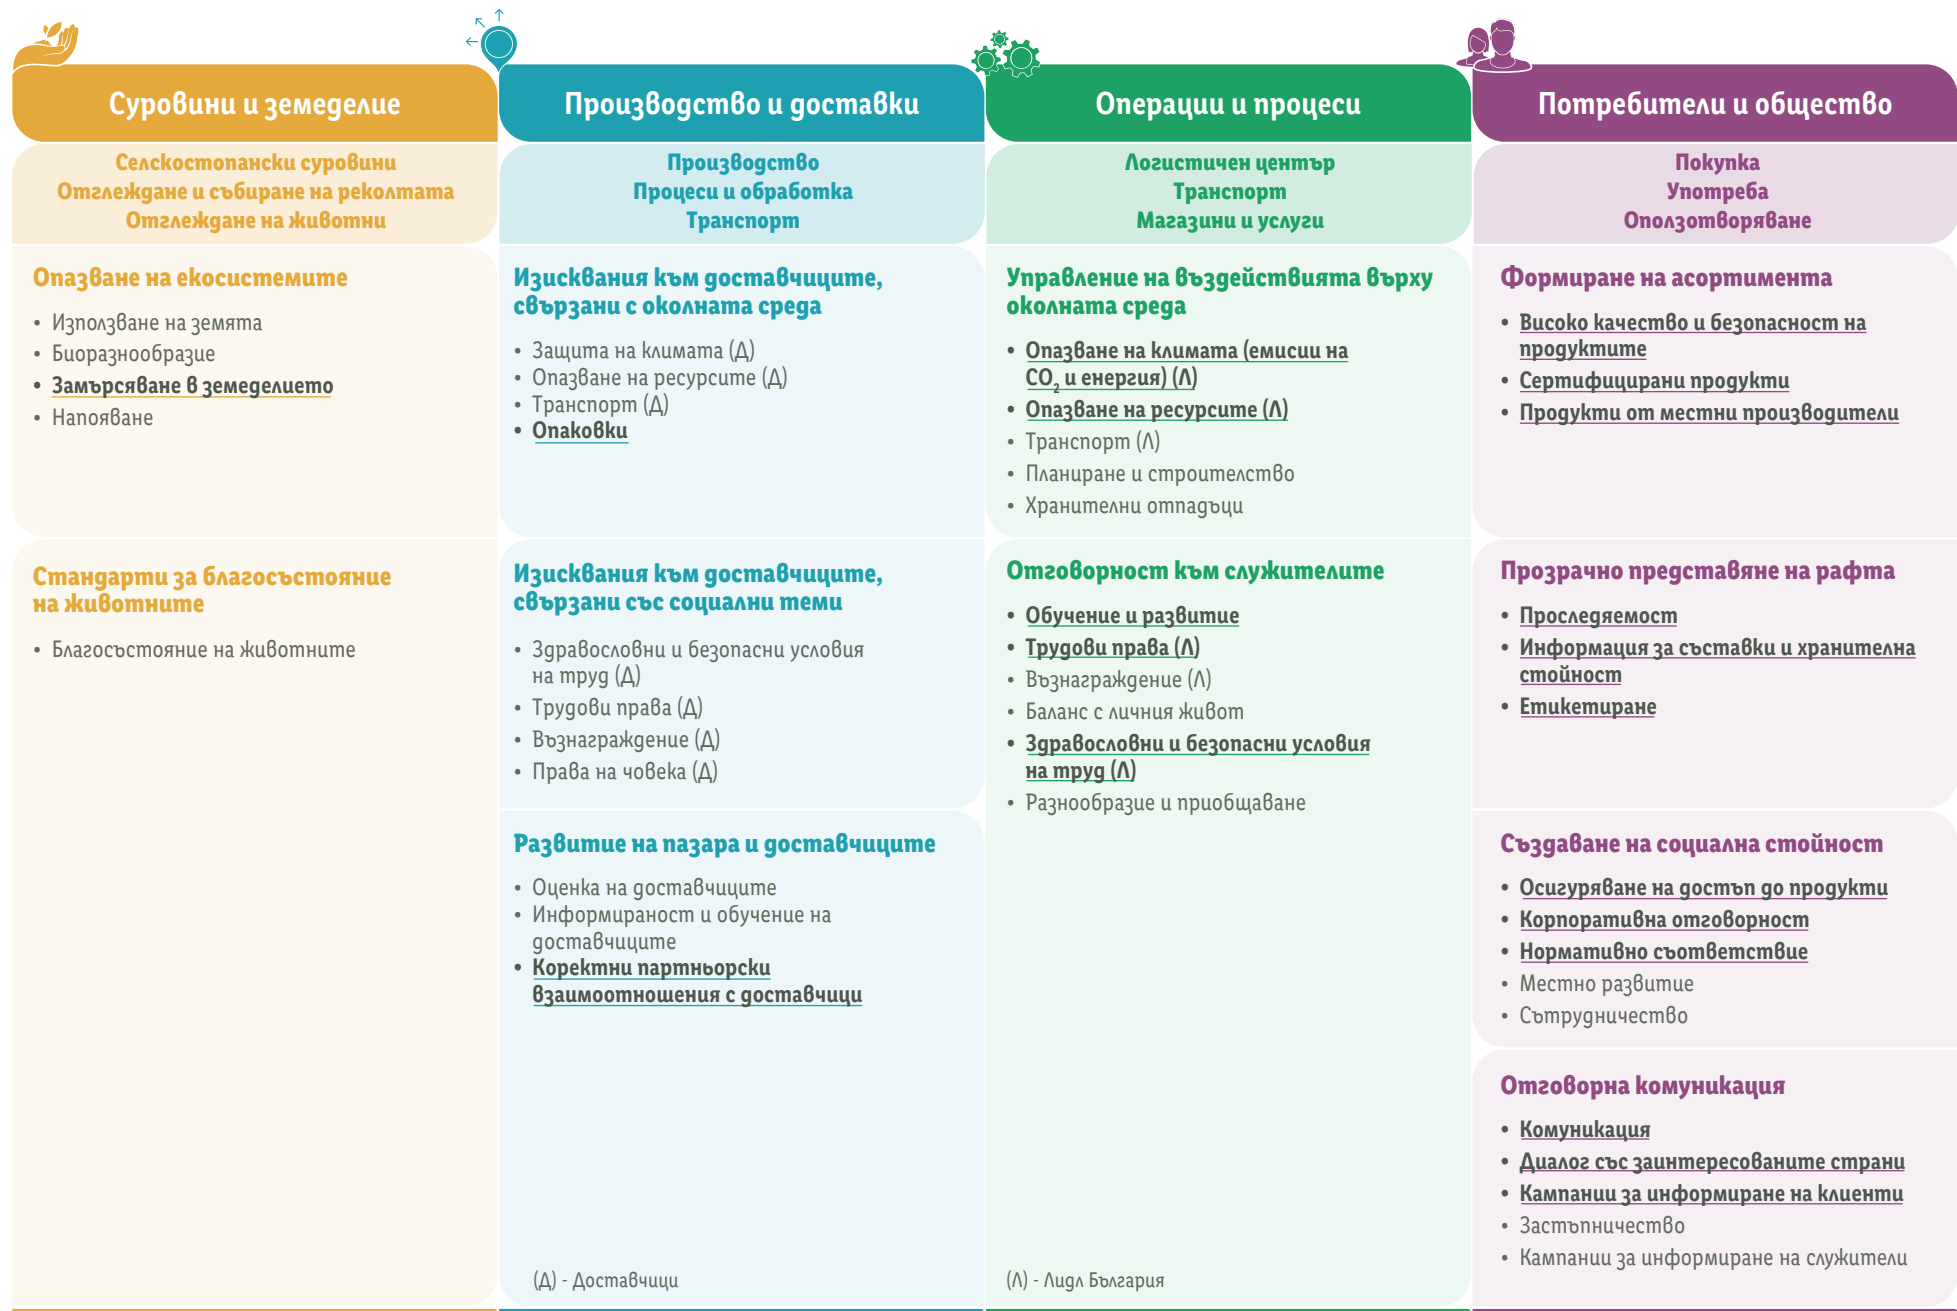 Суровини и земеделие
Селскостопански суровини
Отглеждане и събиране на реколтата
Отглеждане на животни
Опазване на екосистемите
• Използване на земята
• Биоразнообразие
• Замърсяване в земеделието
• Напояване
Стандарти за благосъстояние
на животните
• Благосъстояние на животните
Производство и доставки
Производство
Процеси и обработка
Транспорт
Изисквания към доставчиците,
свързани с околната среда
• Защита на климата (Д)
• Опазване на ресурсите (Д)
• Транспорт (Д)
• Опаковки
Изисквания към доставчиците,
свързани със социални теми
• Здравословни и безопасни условия
на труд (Д)
• Трудови права (Д)
• Възнаграждение (Д)
• Права на човека (Д)
Развитие на пазара и доставчиците
• Оценка на доставчиците
• Информираност и обучение на
доставчиците
• Коректни партньорски
взаимоотношения с доставчици
(Д) - Доставчици
Операции и процеси
Логистичен център
Транспорт
Магазини и услуги
Управление на въздействията върху
околната среда
• Опазване на климата (емисии на
CO₂ и енергия) (Л)
• Опазване на ресурсите (Л)
• Транспорт (Л)
• Планиране и строителство
• Хранителни отпадъци
Отговорност към служителите
• Обучение и развитие
• Трудови права (Л)
• Възнаграждение (Л)
• Баланс с личния живот
• Здравословни и безопасни условия
на труд (Л)
• Разнообразие и приобщаване
(Л) - Лидл България
Потребители и общество
Покупка
Употреба
Оползотворяване
Формиране на асортимента
• Високо качество и безопасност на
продуктите
• Сертифицирани продукти
• Продукти от местни производители
Прозрачно представяне на рафта
• Проследяемост
• Информация за съставки и хранителна
стойност
• Етикетиране
Създаване на социална стойност
• Осигуряване на достъп до продукти
• Корпоративна отговорност
• Нормативно съответствие
• Местно развитие
• Сътрудничество
Отговорна комуникация
• Комуникация
• Диалог със заинтересованите страни
• Кампании за информиране на клиенти
• Застъпничество
• Кампании за информиране на служители